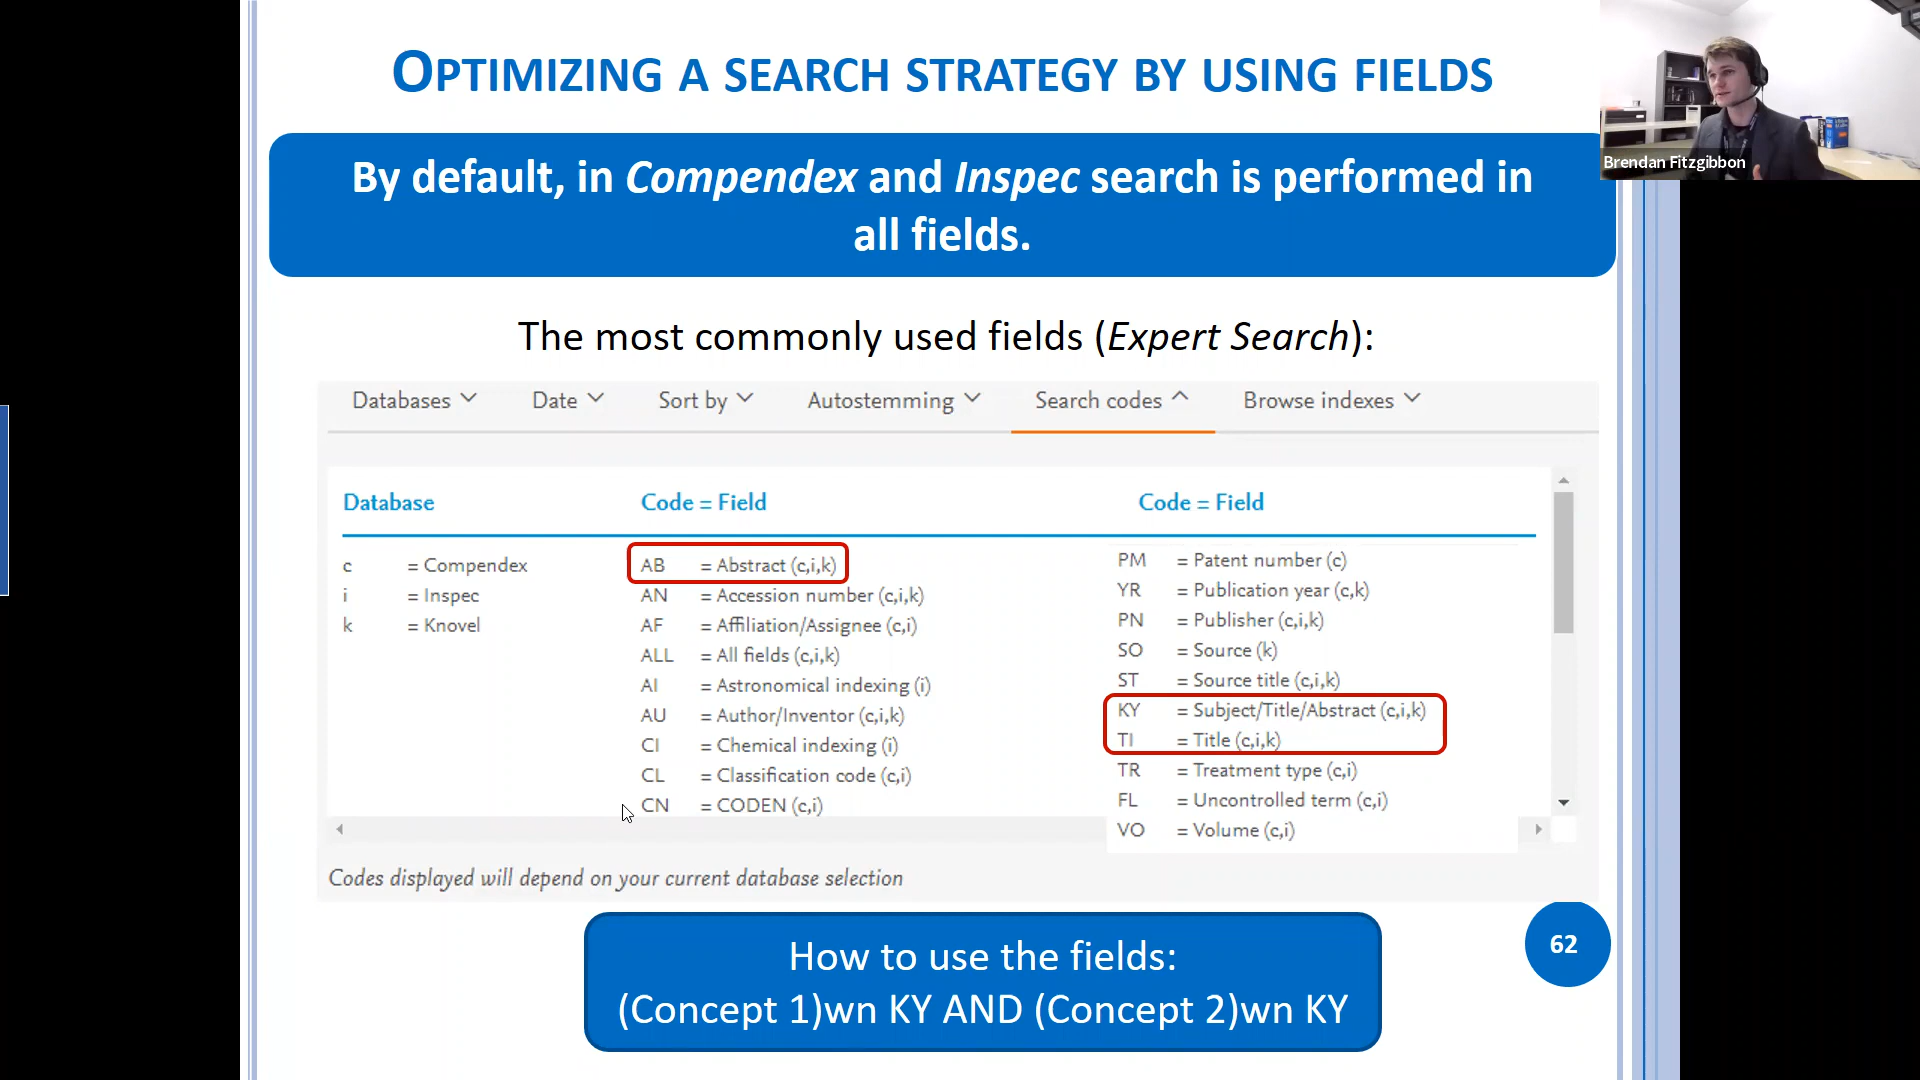 OPTIMIZING A SEARCH STRATEGY BY USING FIELDS
Brendan Fitzgibbon
By default, in Compendex and Inspec search is performed in
all fields.
The most commonly used fields (Expert Search):
Databases Date Sort by Autostemming Search codes Browse indexes
Database Code = Field Code = Field
c = Compendex
i = Inspec
k = Knovel
AB = Abstract (c,i,k)
AN = Accession number (c,i,k)
AF = Affiliation/Assignee (c,i)
ALL = All fields (c,i,k)
AI = Astronomical indexing (i)
AU = Author/Inventor (c,i,k)
CI = Chemical indexing (i)
CL = Classification code (c,i)
CN = CODEN (c,i)
PM = Patent number (c)
YR = Publication year (c,k)
PN = Publisher (c,i,k)
SO = Source (k)
ST = Source title (c,i,k)
KY = Subject/Title/Abstract (c,i,k)
TI = Title (c,i,k)
TR = Treatment type (c,i)
FL = Uncontrolled term (c,i)
VO = Volume (c,i)
Codes displayed will depend on your current database selection
62
How to use the fields:
(Concept 1)wn KY AND (Concept 2)wn KY